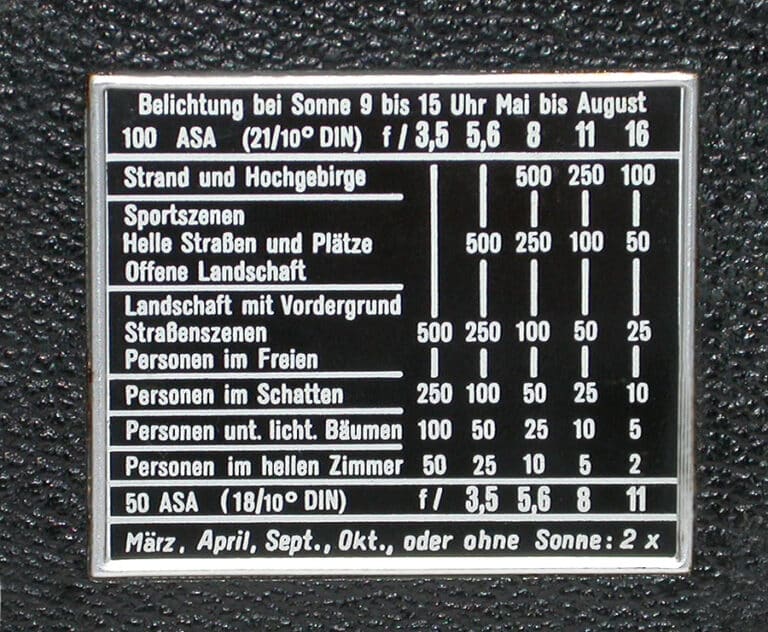 Belichtung bei Sonne 9 bis 15 Uhr Mai bis August
100 ASA (21/10° DIN) f/3,5 5,6 8 11 16
Strand und Hochgebirge 500 250 100
Sportszenen
Helle Straßen und Plätze 500 250 100 50
Offene Landschaft
Landschaft mit Vordergrund
Straßenszenen 500 250 100 50 25
Personen im Freien
Personen im Schatten 250 100 50 25 10
Personen unt. licht. Bäumen 100 50 25 10 5
Personen im hellen Zimmer 50 25 10 5 2
50 ASA (18/10° DIN) f/ 3,5 5,6 8 11
März, April, Sept., Okt., oder ohne Sonne: 2 x